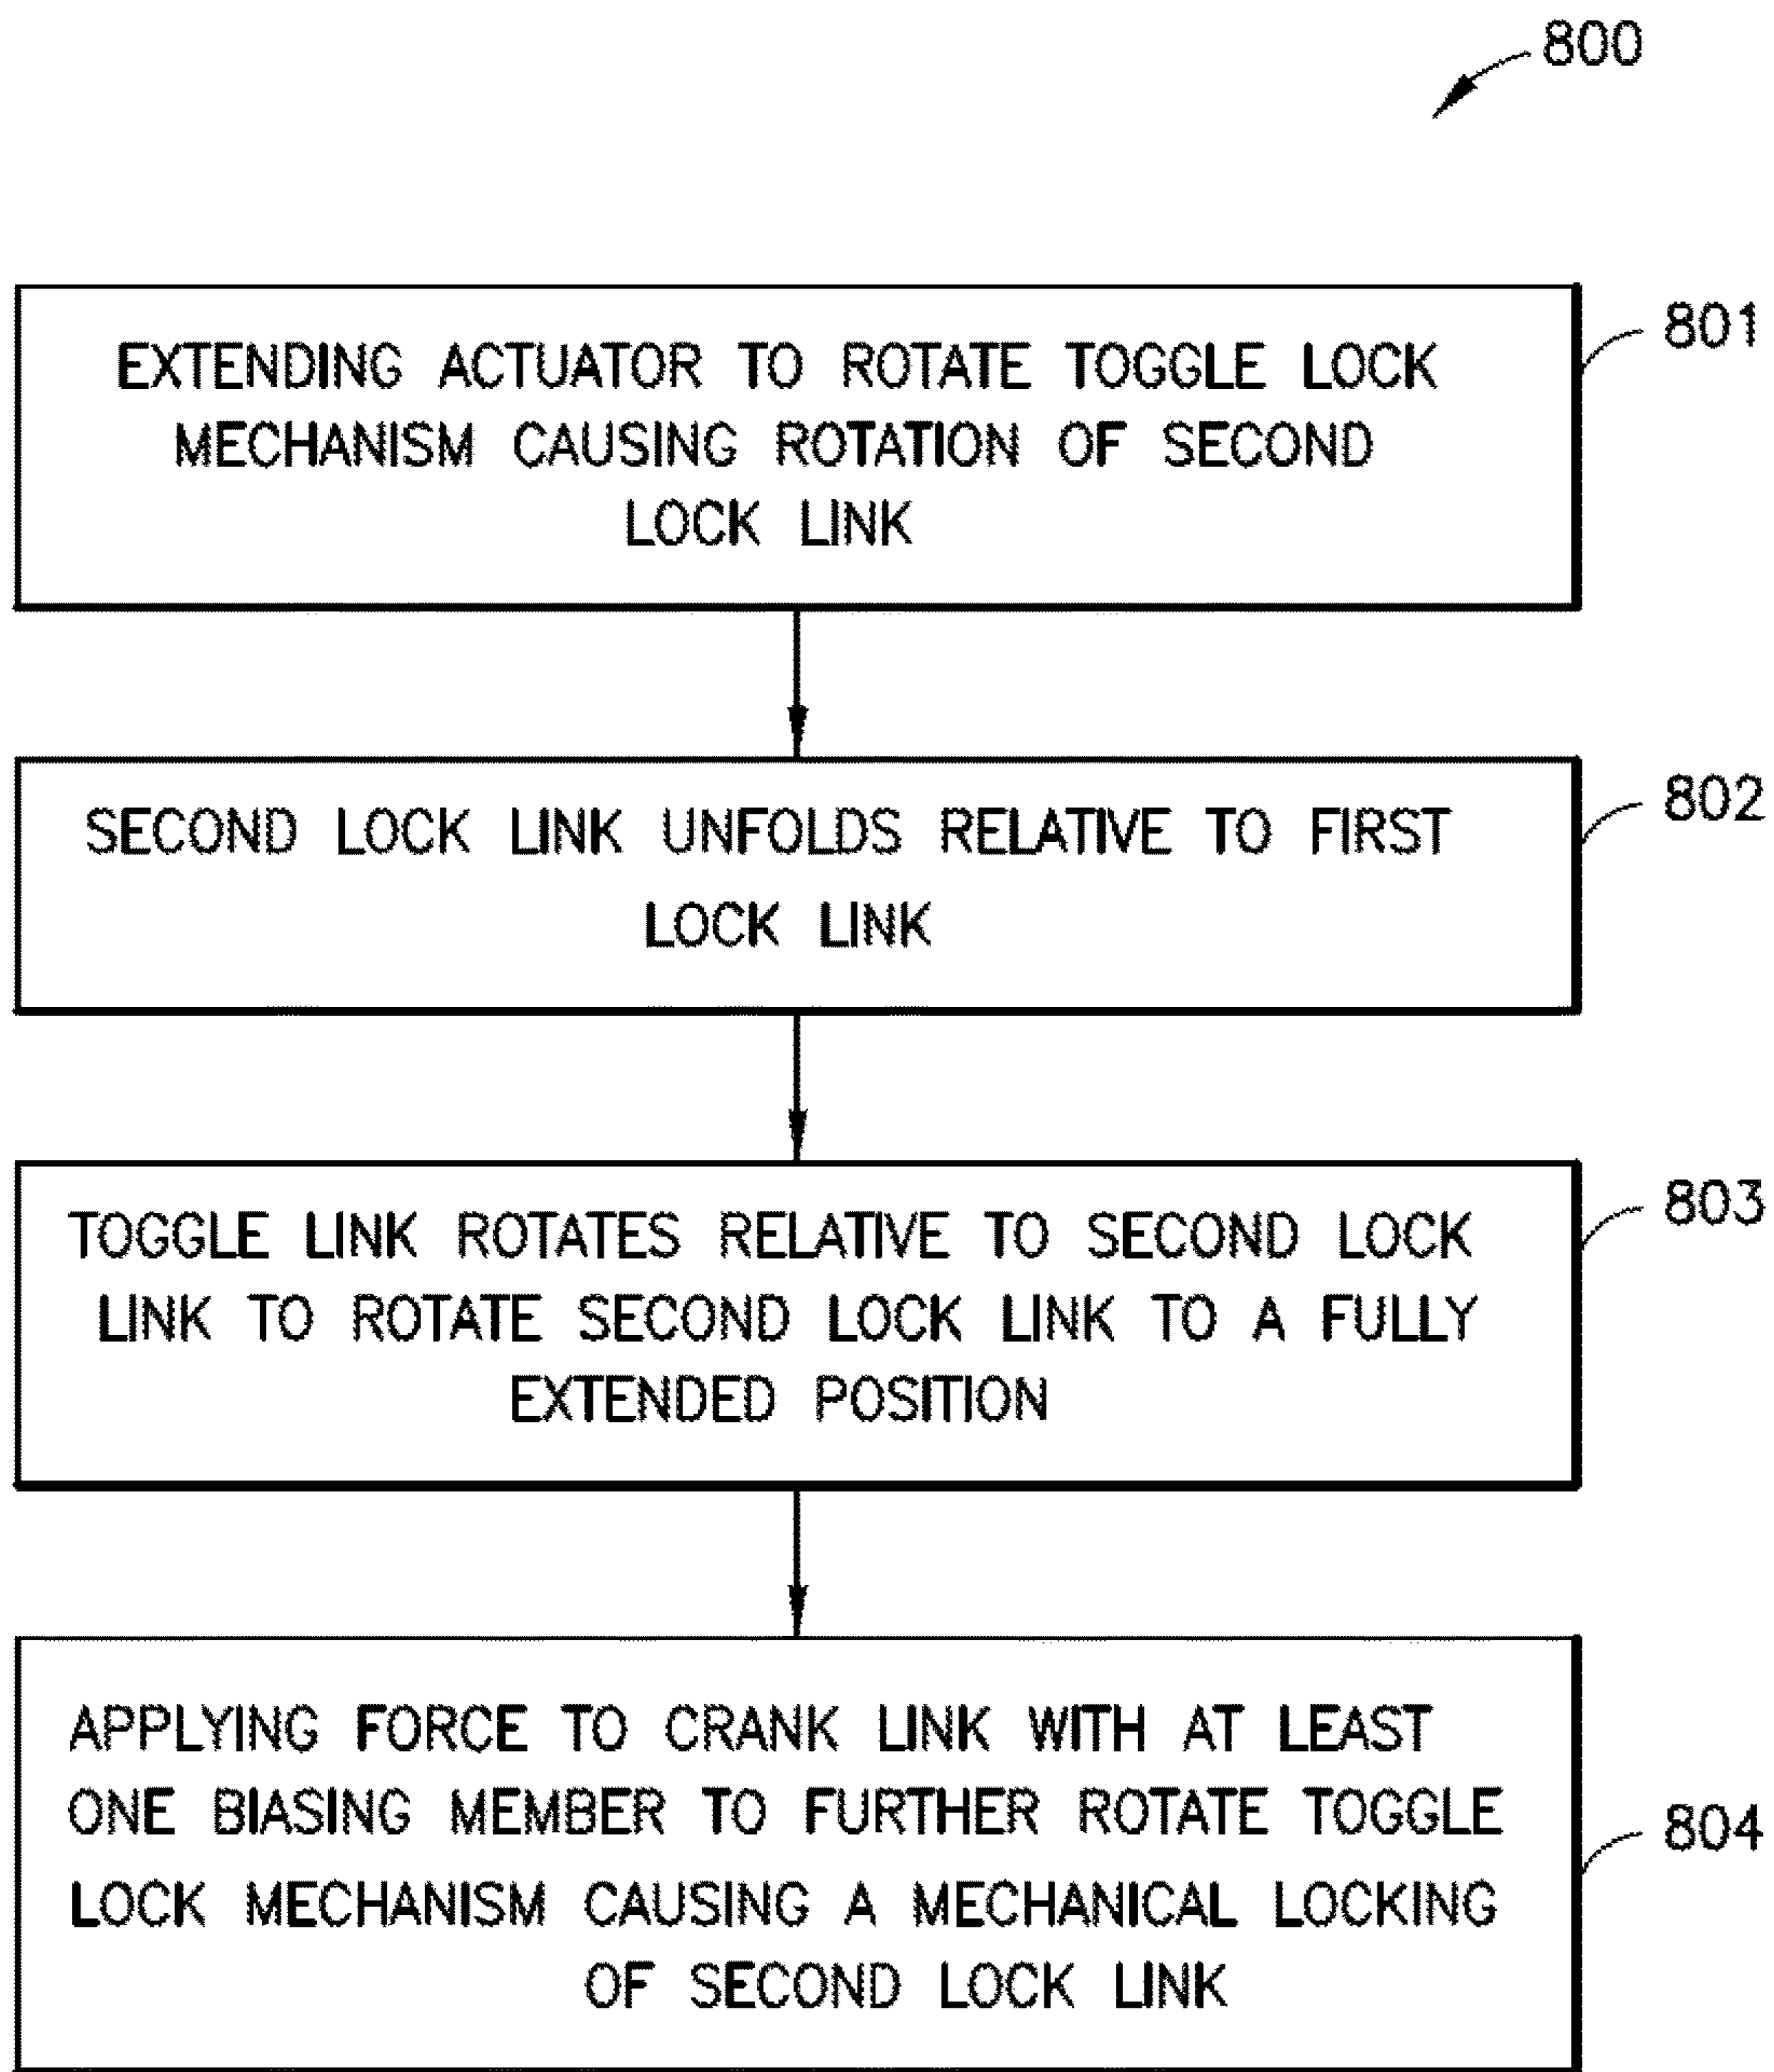 800
EXTENDING ACTUATOR TO ROTATE TOGGLE LOCK
MECHANISM CAUSING ROTATION OF SECOND
LOCK LINK
801
SECOND LOCK LINK UNFOLDS RELATIVE TO FIRST
LOCK LINK
802
TOGGLE LINK ROTATES RELATIVE TO SECOND LOCK
LINK TO ROTATE SECOND LOCK LINK TO A FULLY
EXTENDED POSITION
803
APPLYING FORCE TO CRANK LINK WITH AT LEAST
ONE BIASING MEMBER TO FURTHER ROTATE TOGGLE
LOCK MECHANISM CAUSING A MECHANICAL LOCKING
OF SECOND LOCK LINK
804